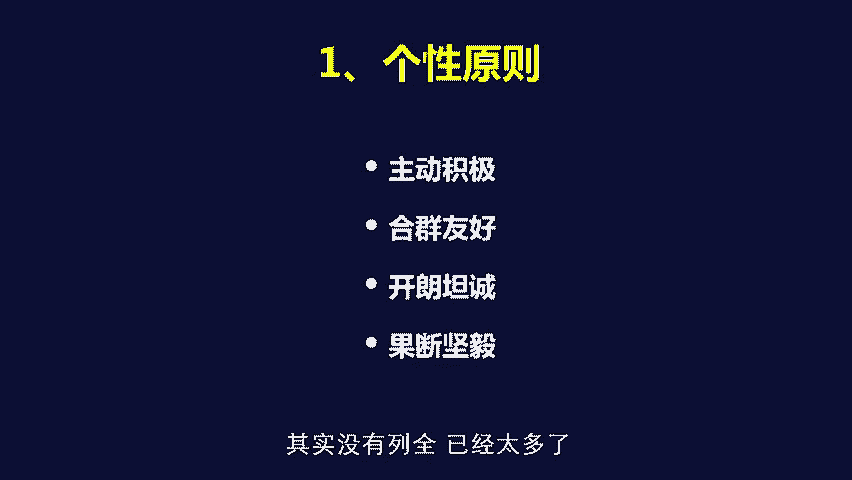 1、个性原则
• 主动积极
• 合群友好
• 开朗坦诚
• 果断坚毅
其实没有列全 已经太多了